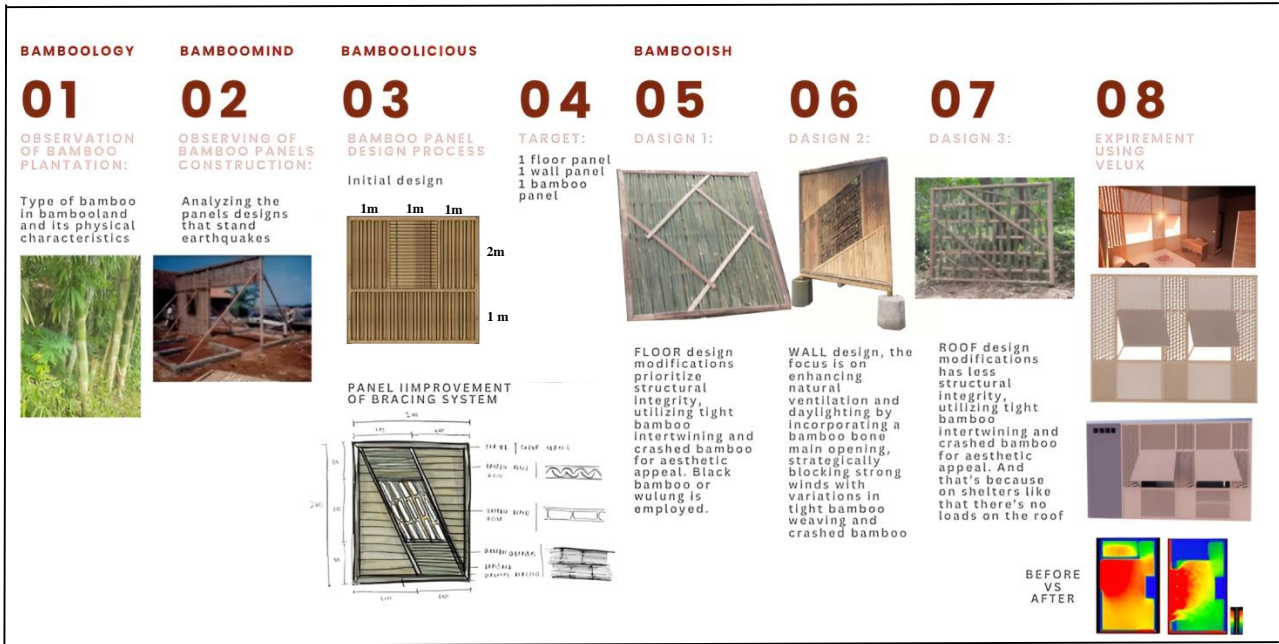 BAMBOOLOGY
BAMBOOMIND
BAMBOOLICIOUS
BAMBOOISH
01
OBSERVATION
OF BAMBOO
PLANTATION:
Type of bamboo
in bambooland
and its physical
characteristics
02
OBSERVING OF
BAMBOO PANELS
CONSTRUCTION:
Analyzing the
panels designs
that stand
earthquakes
03
BAMBOO PANEL
DESIGN PROCESS
Initial design
1m 1m 1m
2m
1 m
PANEL IIMPROVEMENT
OF BRACING SYSTEM
04
TARGET:
1 floor panel
1 wall panel
1 bamboo
panel
05
DASIGN 1:
FLOOR design
modifications
prioritize
structural
integrity,
utilizing tight
bamboo
intertwining and
crashed bamboo
for aesthetic
appeal. Black
bamboo or
wulung is
employed.
06
DASIGN 2:
WALL design, the
focus is on
enhancing
natural
ventilation and
daylighting by
incorporating a
bamboo bone
main opening,
strategically
blocking strong
winds with
variations in
tight bamboo
weaving and
crashed bamboo
07
DASIGN 3:
ROOF design
modifications
has less
structural
integrity,
utilizing tight
bamboo
intertwining and
crashed bamboo
for aesthetic
appeal. And
that's because
on shelters like
that there's no
loads on the roof
08
EXPIREMENT
USING
VELUX
BEFORE
VS
AFTER